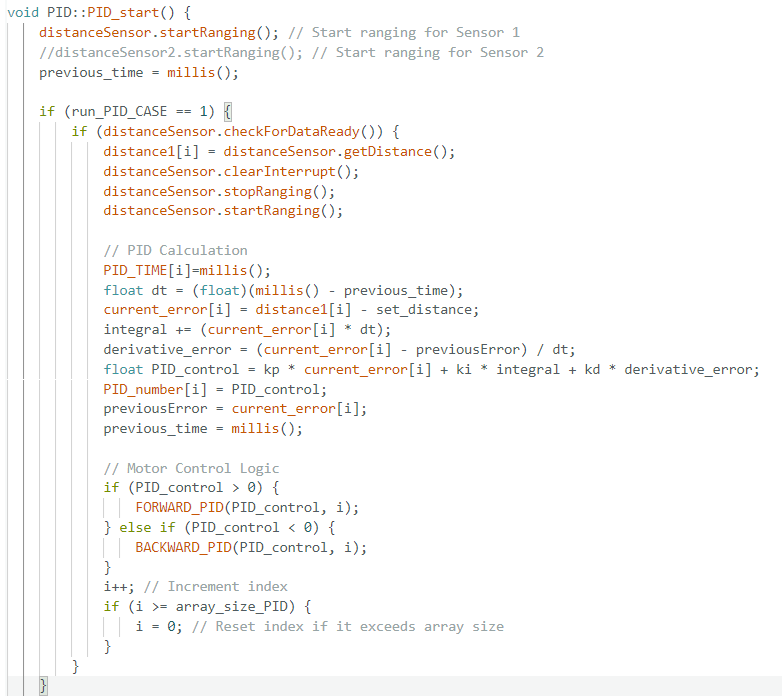 void PID::PID_start() {
    distanceSensor.startRanging(); // Start ranging for Sensor 1
    //distanceSensor2.startRanging(); // Start ranging for Sensor 2
    previous_time = millis();

    if (run_PID_CASE == 1) {
        if (distanceSensor.checkForDataReady()) {
            distance1[i] = distanceSensor.getDistance();
            distanceSensor.clearInterrupt();
            distanceSensor.stopRanging();
            distanceSensor.startRanging();

            // PID Calculation
            PID_TIME[i]=millis();
            float dt = (float)(millis() - previous_time);
            current_error[i] = distance1[i] - set_distance;
            integral += (current_error[i] * dt);
            derivative_error = (current_error[i] - previousError) / dt;
            float PID_control = kp * current_error[i] + ki * integral + kd * derivative_error;
            PID_number[i] = PID_control;
            previousError = current_error[i];
            previous_time = millis();

            // Motor Control Logic
            if (PID_control > 0) {
                FORWARD_PID(PID_control, i);
            } else if (PID_control < 0) {
                BACKWARD_PID(PID_control, i);
            }
            i++; // Increment index
            if (i >= array_size_PID) {
                i = 0; // Reset index if it exceeds array size
            }
        }
    }